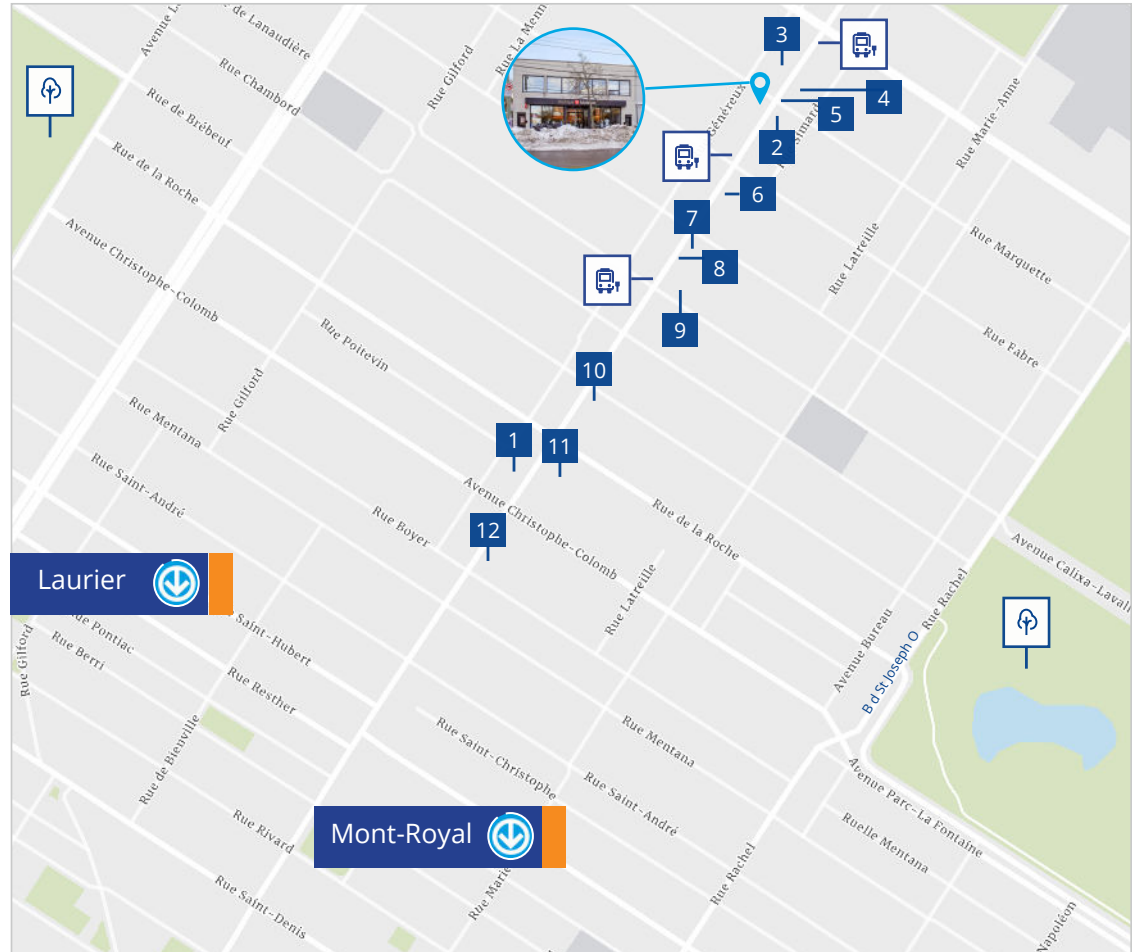 Avenue L
de Lanaudière
Rue Chambord
Rue de Brébeuf
Rue de la Roche
Avenue Christophe-Colomb
Rue Gilford
Rue La Menn
Généreux
Simard
3
4
5
2
6
7
8
9
10
1
11
12
Rue Marie-Anne
Rue Latreille
Rue Marquette
Rue Fabre
Rue Poitevin
Rue Gilford
Rue Mentana
Rue Saint-André
Rue Boyer
Avenue Christophe-Colomb
Rue de la Roche
Rue Latreille
Avenue Calixa-Lavall
Rue Rachel
Avenue Bureau
B d St Joseph O
Laurier
Rue Gilford
de Pontiac
Rue Berri
Saint-Hubert
Rue Resther
Rue de Bienville
Rue Saint-Christophe
Rue Mentana
Rue Saint-André
Avenue Parc-La Fontaine
Ruelle Mentana
Rue Rivard
Mont-Royal
Rue Marie
Rue Rachel
Rue Saint-Denis
Napoléon